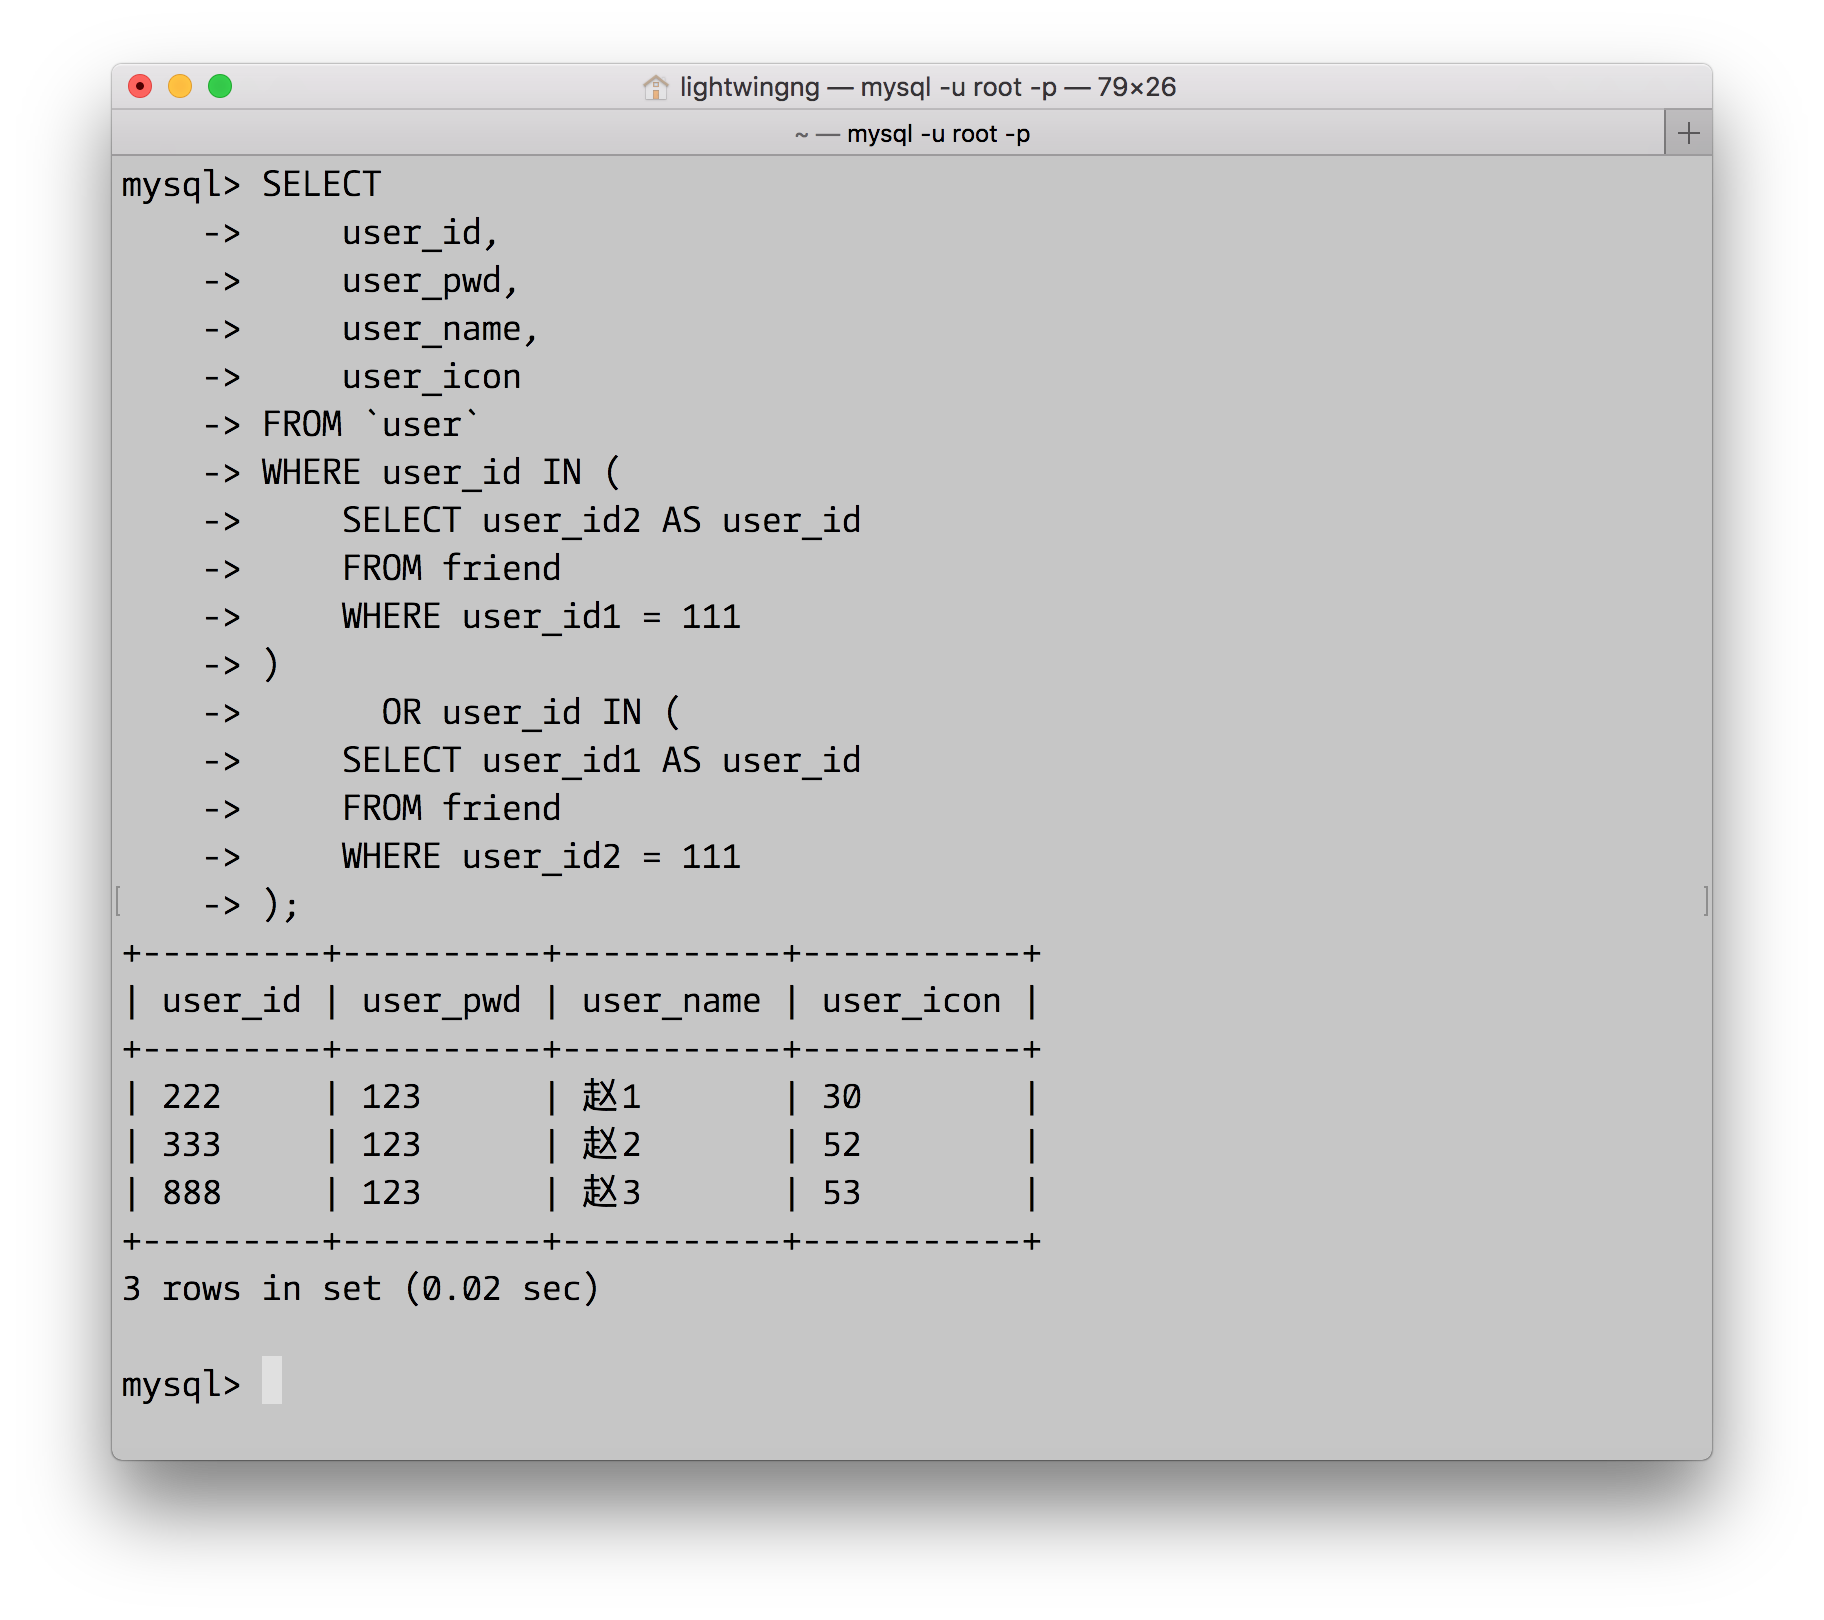 lightwingng — mysql -u root -p — 79×26
~ — mysql -u root -p
mysql> SELECT
    ->     user_id,
    ->     user_pwd,
    ->     user_name,
    ->     user_icon
    -> FROM `user`
    -> WHERE user_id IN (
    ->     SELECT user_id2 AS user_id
    ->     FROM friend
    ->     WHERE user_id1 = 111
    -> )
    ->       OR user_id IN (
    ->     SELECT user_id1 AS user_id
    ->     FROM friend
    ->     WHERE user_id2 = 111
    -> );
+---------+----------+-----------+-----------+
| user_id | user_pwd | user_name | user_icon |
+---------+----------+-----------+-----------+
| 222     | 123      | 赵1       | 30        |
| 333     | 123      | 赵2       | 52        |
| 888     | 123      | 赵3       | 53        |
+---------+----------+-----------+-----------+
3 rows in set (0.02 sec)
mysql>